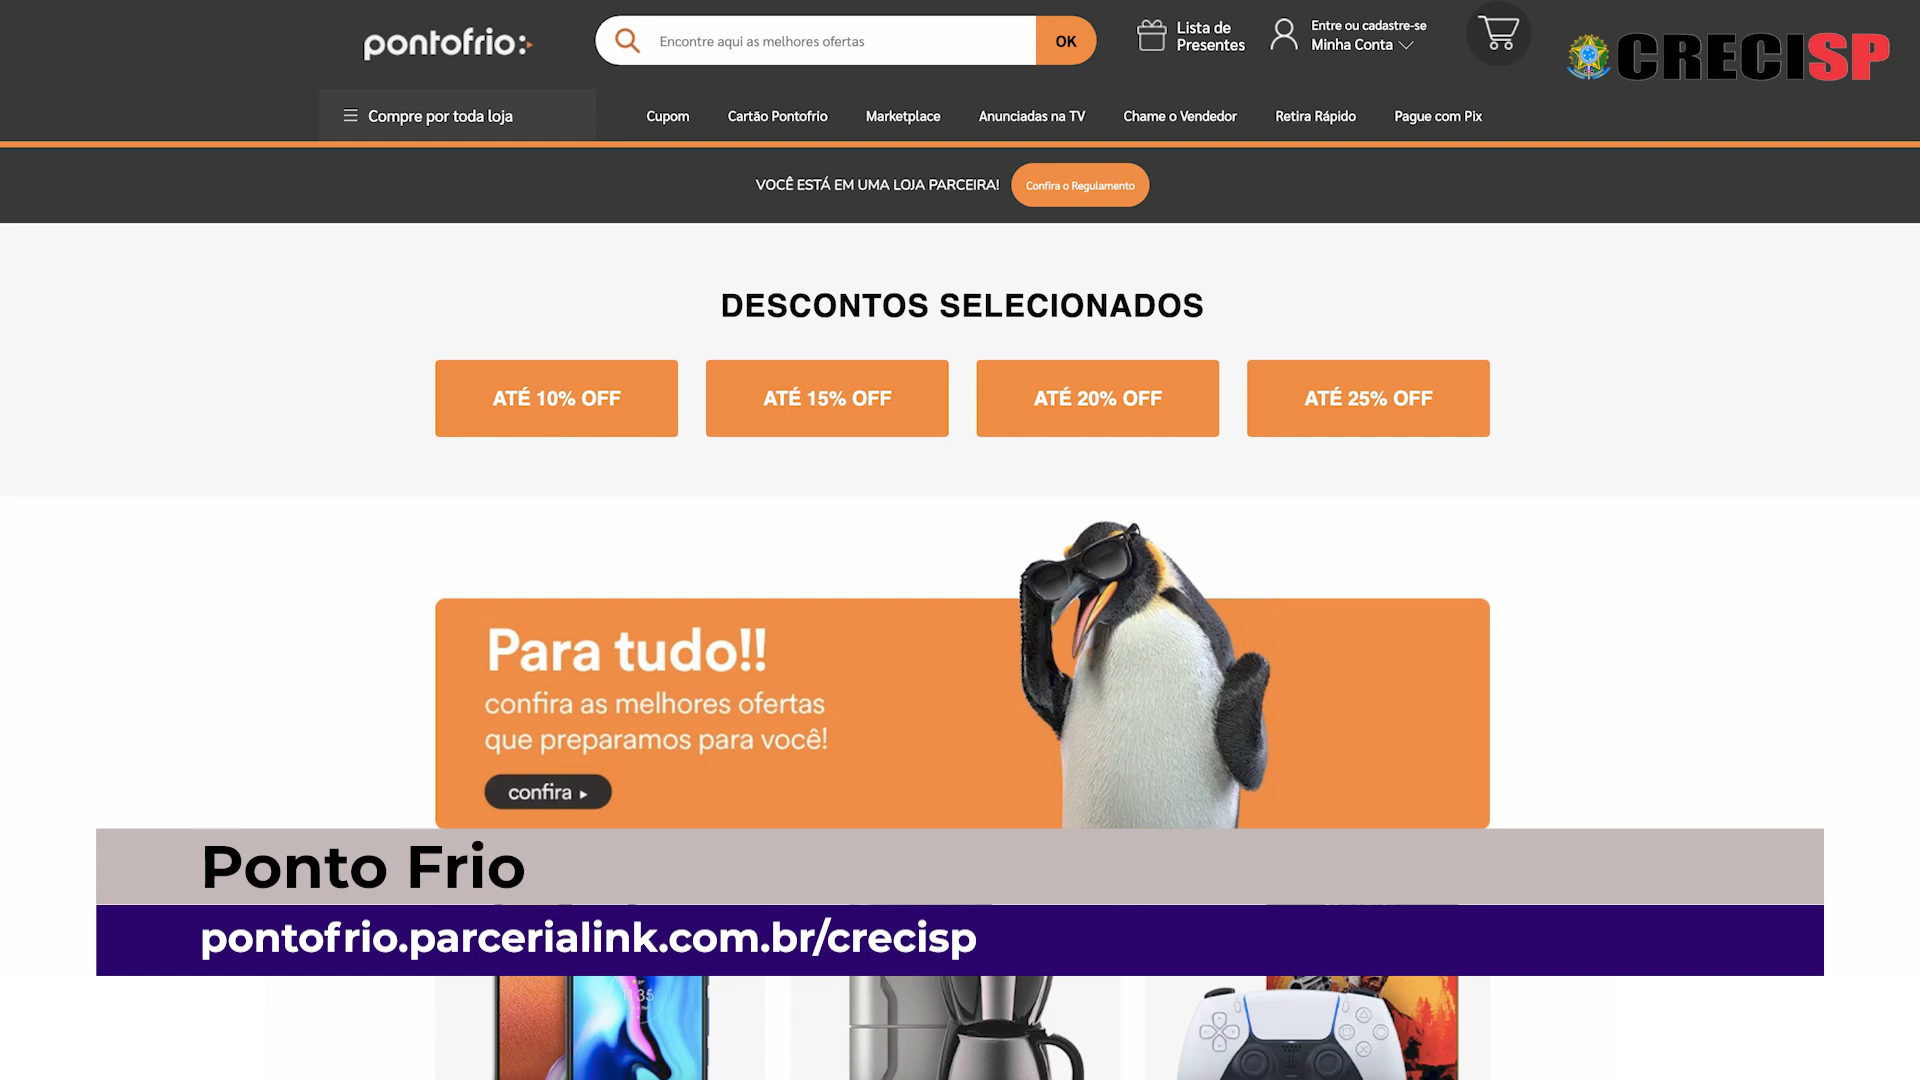 pontofrio:
Encontre aqui as melhores ofertas
OK
Lista de
Presentes
Entre ou cadastre-se
Minha Conta
CRECISP
Compre por toda loja
Cupom
Cartão Pontofrio
Marketplace
Anunciadas na TV
Chame o Vendedor
Retira Rápido
Pague com Pix
VOCÊ ESTÁ EM UMA LOJA PARCEIRA!
Confira o Regulamento
DESCONTOS SELECIONADOS
ATÉ 10% OFF
ATÉ 15% OFF
ATÉ 20% OFF
ATÉ 25% OFF
Para tudo!!
confira as melhores ofertas
que preparamos para você!
confira
Ponto Frio
pontofrio.parcerialink.com.br/crecisp
11:35